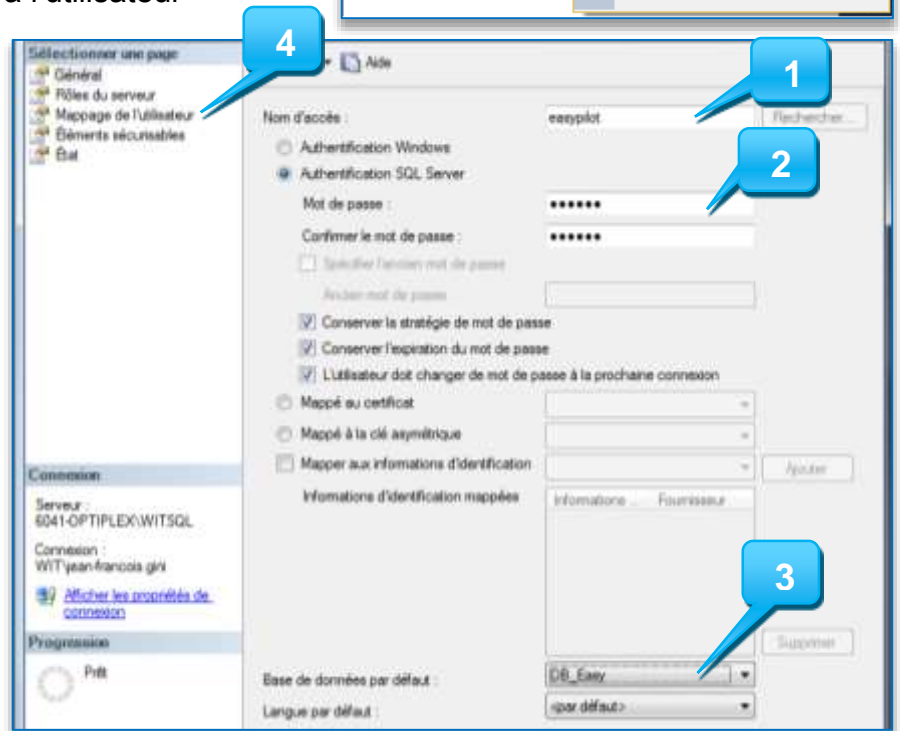 à l'utilisateur
Sélectionner une page
Général
Rôles du serveur
Mappage de l'utilisateur
Éléments sécurisables
État
4
Aide
1
Nom d'accès :
easypilot
Rechercher...
Authentification Windows
Authentification SQL Server
2
Mot de passe :
••••••
Confirmer le mot de passe :
••••••
Spécifier l'ancien mot de passe
Ancien mot de passe
Conserver la stratégie de mot de passe
Conserver l'expiration du mot de passe
L'utilisateur doit changer de mot de passe à la prochaine connexion
Mappé au certificat
Mappé à la clé asymétrique
Mapper aux informations d'identification
Ajouter
Informations d'identification mappées
Informations ... Fournisseur
3
Supprimer
Base de données par défaut :
DB_Easy
Langue par défaut :
<par défaut>
Connexion
Serveur :
6041-OPTIPLEX\WITSQL
Connexion :
WIT\jean-francois.gini
Afficher les propriétés de
connexion
Progression
Prêt